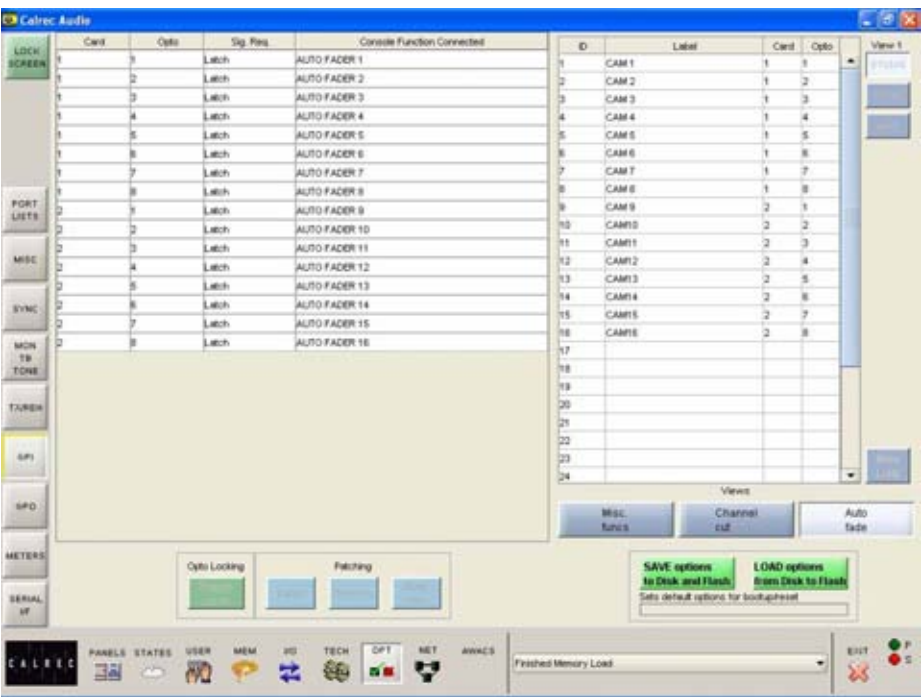 Calrec Audio
LOCK SCREEN
PORT LISTS
MISC
SYNC
MON TB TONE
GPI
GPO
METERS
SERIAL I/F
Card Opto Sig. Req. Console Function Connected
1 1 Latch AUTO FADER 1
1 2 Latch AUTO FADER 2
1 3 Latch AUTO FADER 3
1 4 Latch AUTO FADER 4
1 5 Latch AUTO FADER 5
1 6 Latch AUTO FADER 6
1 7 Latch AUTO FADER 7
1 8 Latch AUTO FADER 8
2 1 Latch AUTO FADER 9
2 2 Latch AUTO FADER 10
2 3 Latch AUTO FADER 11
2 4 Latch AUTO FADER 12
2 5 Latch AUTO FADER 13
2 6 Latch AUTO FADER 14
2 7 Latch AUTO FADER 15
2 8 Latch AUTO FADER 16
ID Label Card Opto
1 CAM 1 1 1
2 CAM 2 1 2
3 CAM 3 1 3
4 CAM 4 1 4
5 CAM 5 1 5
6 CAM 6 1 6
7 CAM 7 1 7
8 CAM 8 1 8
9 CAM 9 2 1
10 CAM10 2 2
11 CAM11 2 3
12 CAM12 2 4
13 CAM13 2 5
14 CAM14 2 6
15 CAM15 2 7
16 CAM16 2 8
17
18
19
20
21
22
23
24
View 1
Views
Misc. funcs
Channel cut
Auto fade
Opto Locking
Patching
SAVE options to Disk and Flash
LOAD options from Disk to Flash
Sets default options for bootup/reset
CALREC
PANELS STATES USER MEM I/O TECH OPT NET AWACS
Finished Memory Load
EXIT
P
S